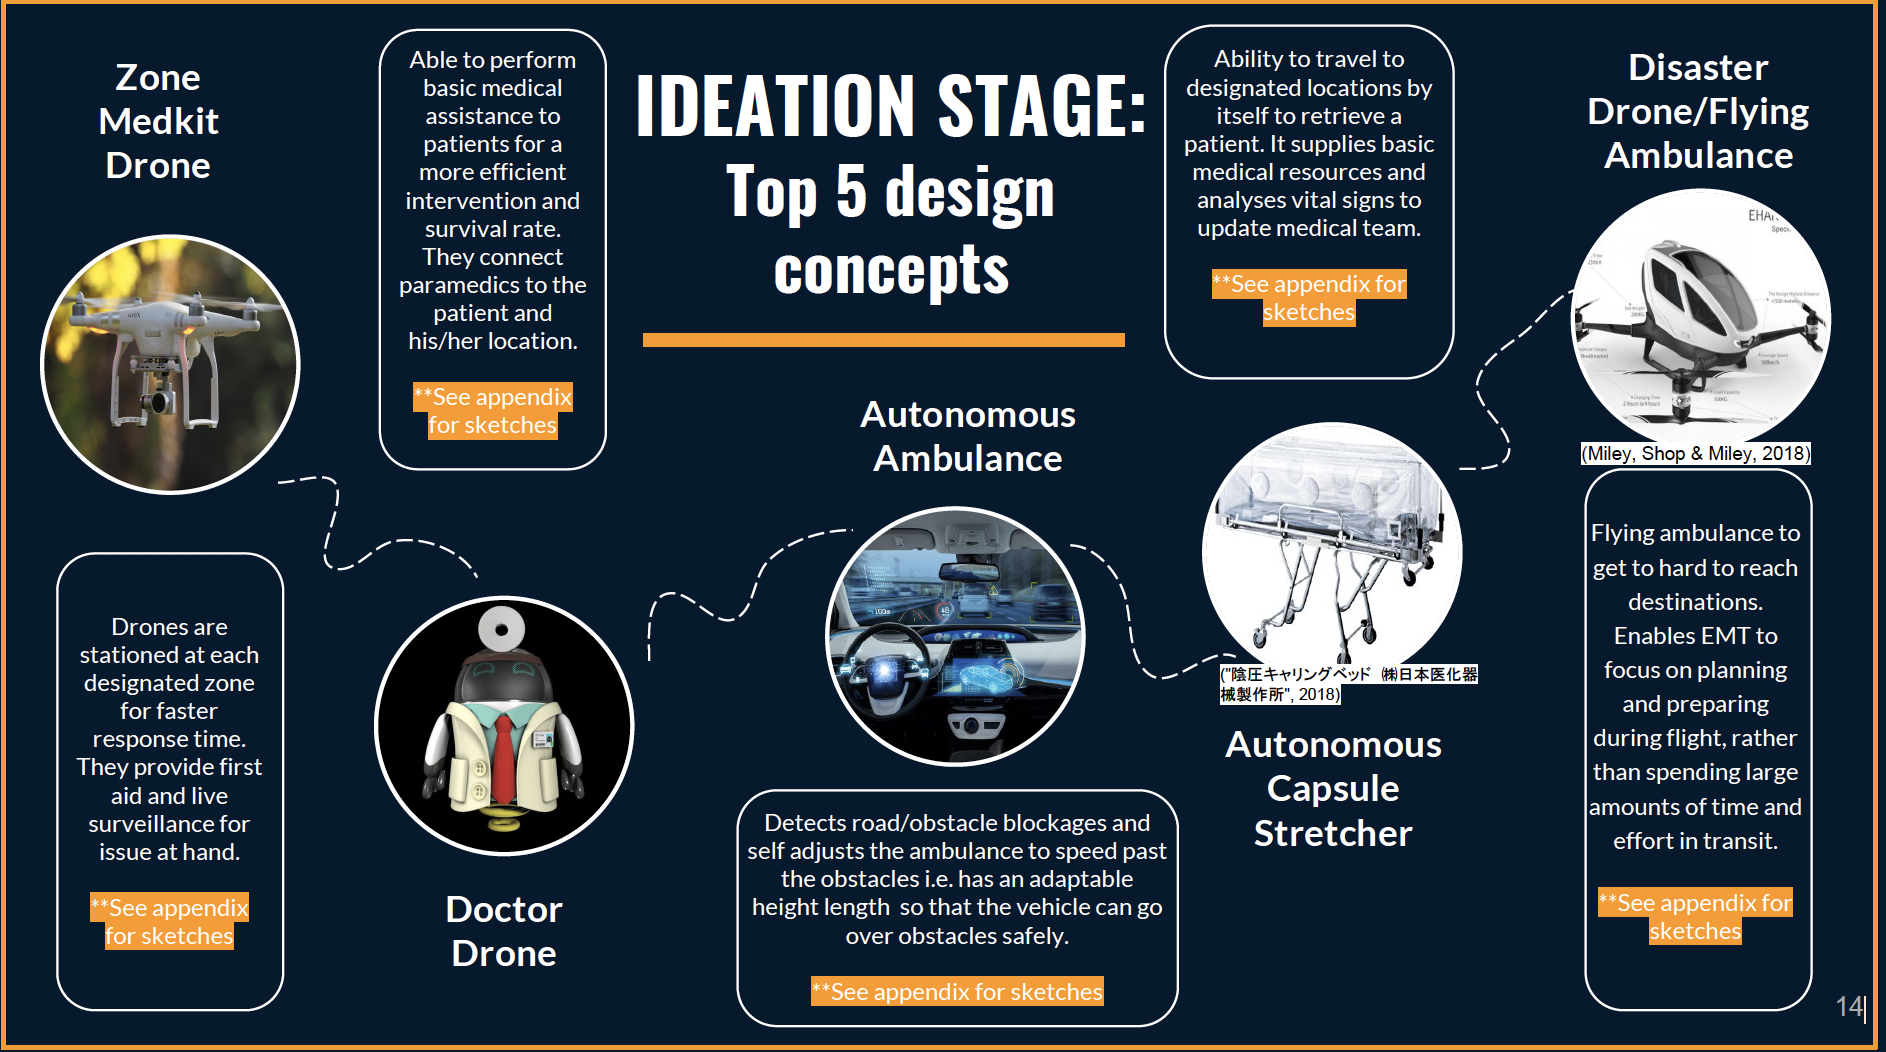 IDEATION STAGE:
Top 5 design
concepts
Zone
Medkit
Drone
Drones are
stationed at each
designated zone
for faster
response time.
They provide first
aid and live
surveillance for
issue at hand.
**See appendix
for sketches
Able to perform
basic medical
assistance to
patients for a
more efficient
intervention and
survival rate.
They connect
paramedics to the
patient and
his/her location.
**See appendix
for sketches
Doctor
Drone
Autonomous
Ambulance
Detects road/obstacle blockages and
self adjusts the ambulance to speed past
the obstacles i.e. has an adaptable
height length  so that the vehicle can go
over obstacles safely.
**See appendix for sketches
Ability to travel to
designated locations by
itself to retrieve a
patient. It supplies basic
medical resources and
analyses vital signs to
update medical team.
**See appendix for
sketches
("陰圧キャリングベッド ㈱日本医化器
械製作所", 2018)
Autonomous
Capsule
Stretcher
Disaster
Drone/Flying
Ambulance
(Miley, Shop & Miley, 2018)
Flying ambulance to
get to hard to reach
destinations.
Enables EMT to
focus on planning
and preparing
during flight, rather
than spending large
amounts of time and
effort in transit.
**See appendix for
sketches
14